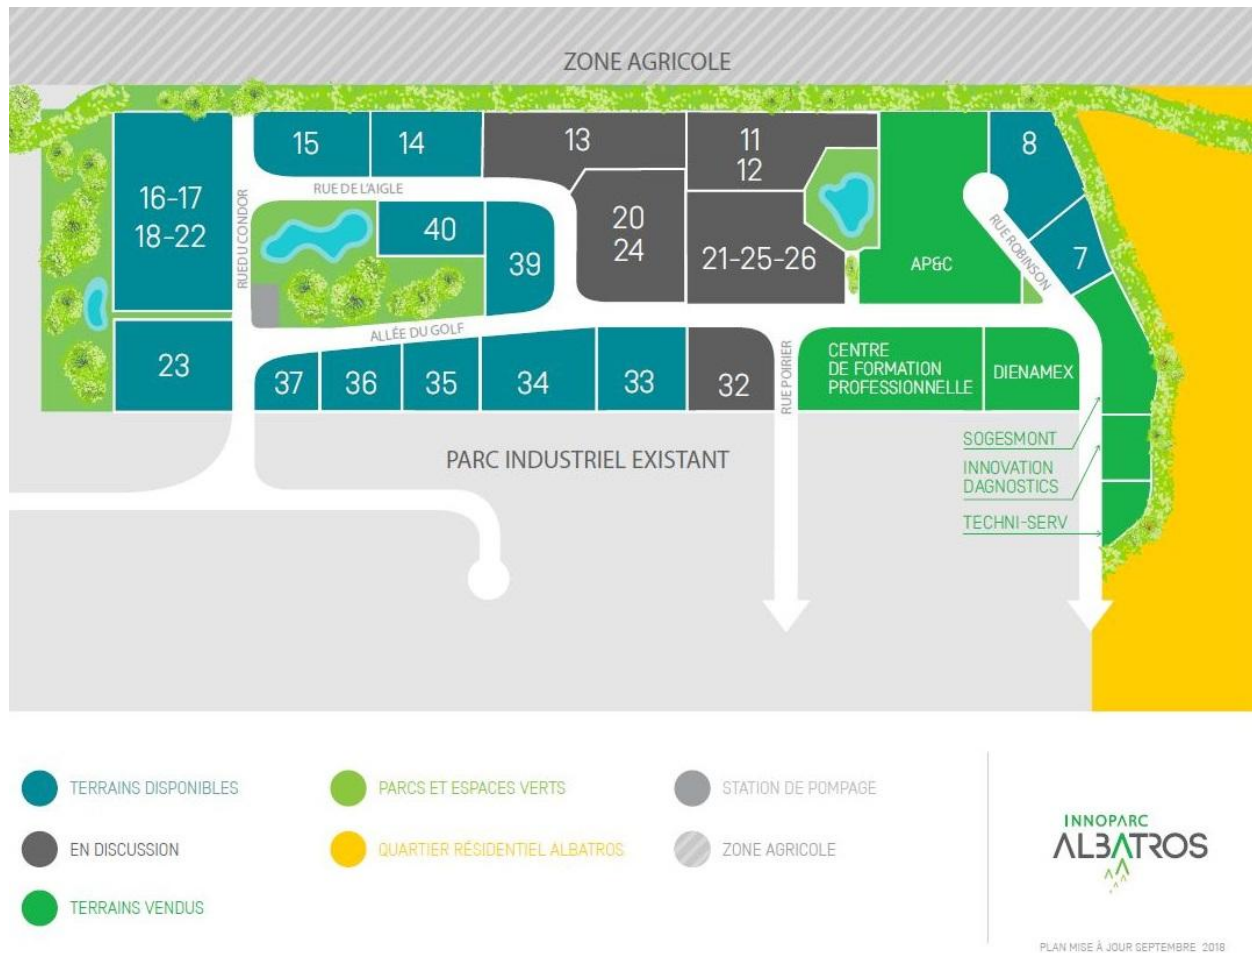 ZONE AGRICOLE
15
14
13
11
12
8
16-17
18-22
RUE DU CONDOR
RUE DE L'AIGLE
40
39
20
24
21-25-26
AP&C
RUE ROBINSON
7
ALLÉE DU GOLF
23
37
36
35
34
33
32
RUE POIRIER
CENTRE
DE FORMATION
PROFESSIONNELLE
DIENAMEX
PARC INDUSTRIEL EXISTANT
SOGESMONT
INNOVATION
DAGNOSTICS
TECHNI-SERV
TERRAINS DISPONIBLES
EN DISCUSSION
TERRAINS VENDUS
PARCS ET ESPACES VERTS
QUARTIER RÉSIDENTIEL ALBATROS
STATION DE POMPAGE
ZONE AGRICOLE
INNOPARC
ALBATROS
PLAN MISE À JOUR SEPTEMBRE 2018